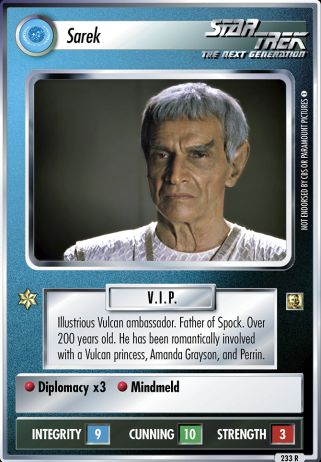 Sarek
STAR TREK
THE NEXT GENERATION
NOT ENDORSED BY CBS OR PARAMOUNT PICTURES
V.I.P.
Illustrious Vulcan ambassador. Father of Spock. Over
200 years old. He has been romantically involved
with a Vulcan princess, Amanda Grayson, and Perrin.
Diplomacy x3 Mindmeld
INTEGRITY 9 CUNNING 10 STRENGTH 3
233 R